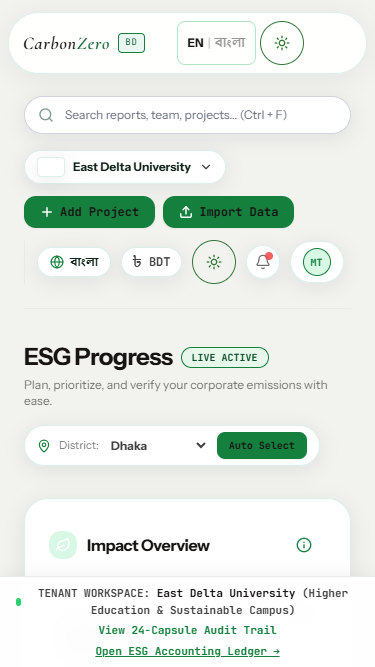 CarbonZero BD EN | বাংলা
Search reports, team, projects... (Ctrl + F)
East Delta University
+ Add Project Import Data
বাংলা ৳ BDT MT
ESG Progress LIVE ACTIVE
Plan, prioritize, and verify your corporate emissions with
ease.
District: Dhaka Auto Select
Impact Overview
TENANT WORKSPACE: East Delta University (Higher
Education & Sustainable Campus)
View 24-Capsule Audit Trail
Open ESG Accounting Ledger →